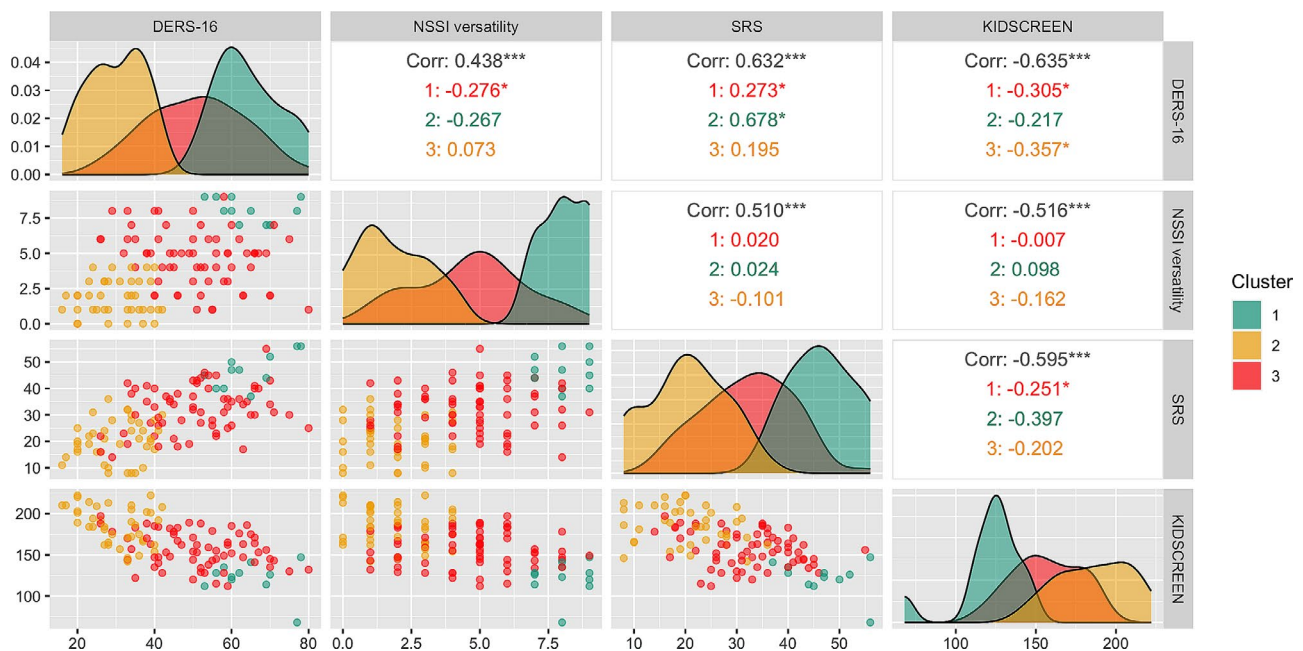 DERS-16 NSSI versatility SRS KIDSCREEN
0.04
0.03
0.02
0.01
0.00
Corr: 0.438***
1: -0.276*
2: -0.267
3: 0.073
Corr: 0.632***
1: 0.273*
2: 0.678*
3: 0.195
Corr: -0.635***
1: -0.305*
2: -0.217
3: -0.357*
DERS-16
7.5
5.0
2.5
0.0
Corr: 0.510***
1: 0.020
2: 0.024
3: -0.101
Corr: -0.516***
1: -0.007
2: 0.098
3: -0.162
NSSI versatility
50
40
30
20
10
Corr: -0.595***
1: -0.251*
2: -0.397
3: -0.202
SRS
200
150
100
KIDSCREEN
20 40 60 80
0.0 2.5 5.0 7.5
10 20 30 40 50
100 150 200
Cluster
1
2
3